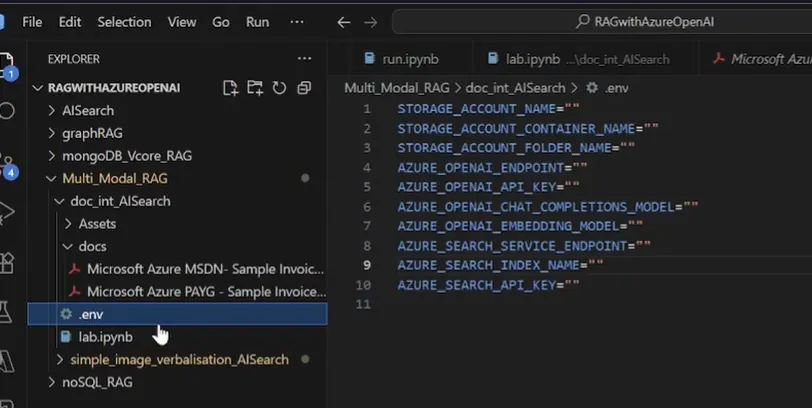 File Edit Selection View Go Run ...
RAGwithAzureOpenAI
EXPLORER ...
run.ipynb lab.ipynb ...\doc_int_AISearch Microsoft Az
RAGWITHAZUREOPENAI
Multi_Modal_RAG > doc_int_AISearch > .env
AISearch
graphRAG
mongoDB_Vcore_RAG
Multi_Modal_RAG
doc_int_AISearch
Assets
docs
Microsoft Azure MSDN- Sample Invoic...
Microsoft Azure PAYG - Sample Invoice...
.env
lab.ipynb
simple_image_verbalisation_AISearch
noSQL_RAG
1
4
1 STORAGE_ACCOUNT_NAME=""
2 STORAGE_ACCOUNT_CONTAINER_NAME=""
3 STORAGE_ACCOUNT_FOLDER_NAME=""
4 AZURE_OPENAI_ENDPOINT=""
5 AZURE_OPENAI_API_KEY=""
6 AZURE_OPENAI_CHAT_COMPLETIONS_MODEL=""
7 AZURE_OPENAI_EMBEDDING_MODEL=""
8 AZURE_SEARCH_SERVICE_ENDPOINT=""
9 AZURE_SEARCH_INDEX_NAME=""
10 AZURE_SEARCH_API_KEY=""
11